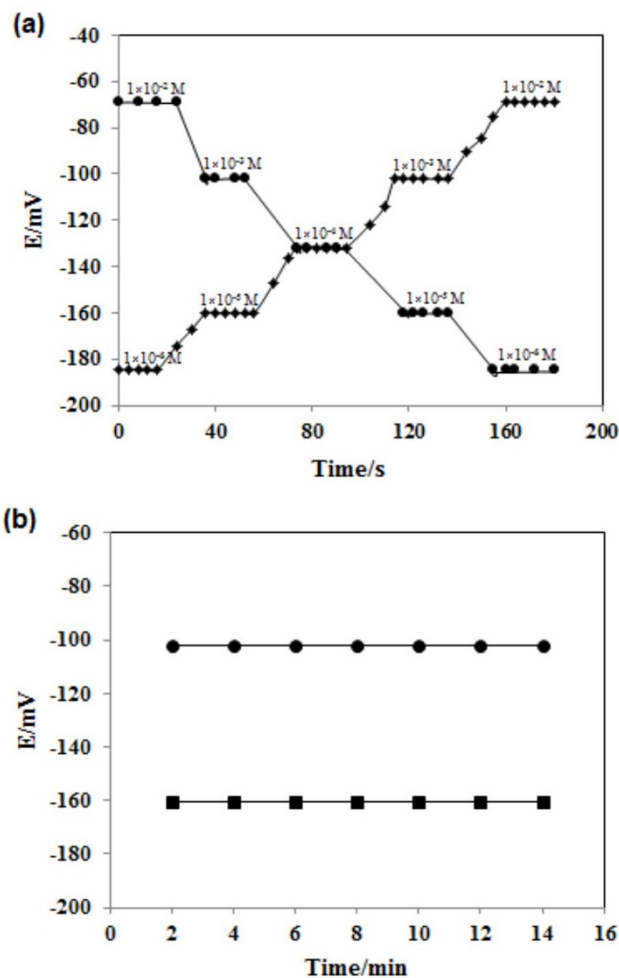 (a)
-40
-60
-80
-100
-120
-140
-160
-180
-200
E/mV
1×10⁻² M
1×10⁻² M
1×10⁻³ M
1×10⁻³ M
1×10⁻⁴ M
1×10⁻⁵ M
1×10⁻⁵ M
1×10⁻⁶ M
1×10⁻⁶ M
0 40 80 120 160 200
Time/s
(b)
-60
-80
-100
-120
-140
-160
-180
-200
E/mV
0 2 4 6 8 10 12 14 16
Time/min